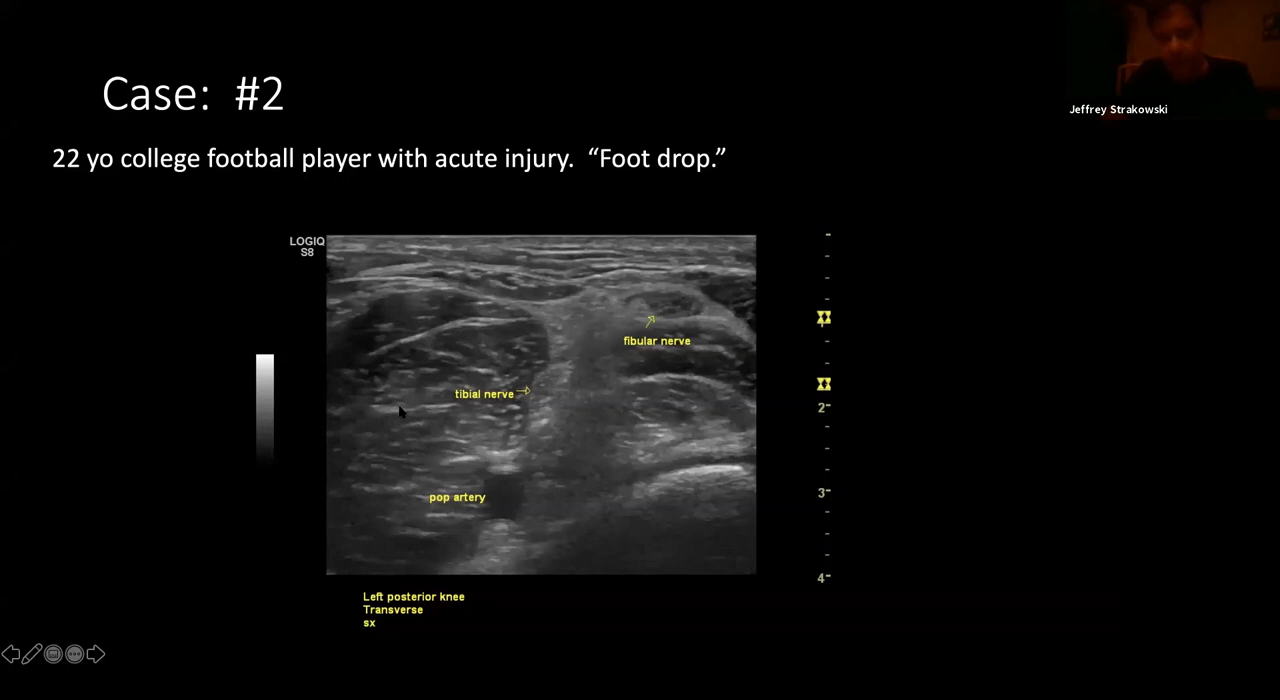 Case: #2
Jeffrey Strakowski
22 yo college football player with acute injury. “Foot drop.”
LOGIQ
S8
fibular nerve
tibial nerve
pop artery
1
2
3
4
Left posterior knee
Transverse
sx